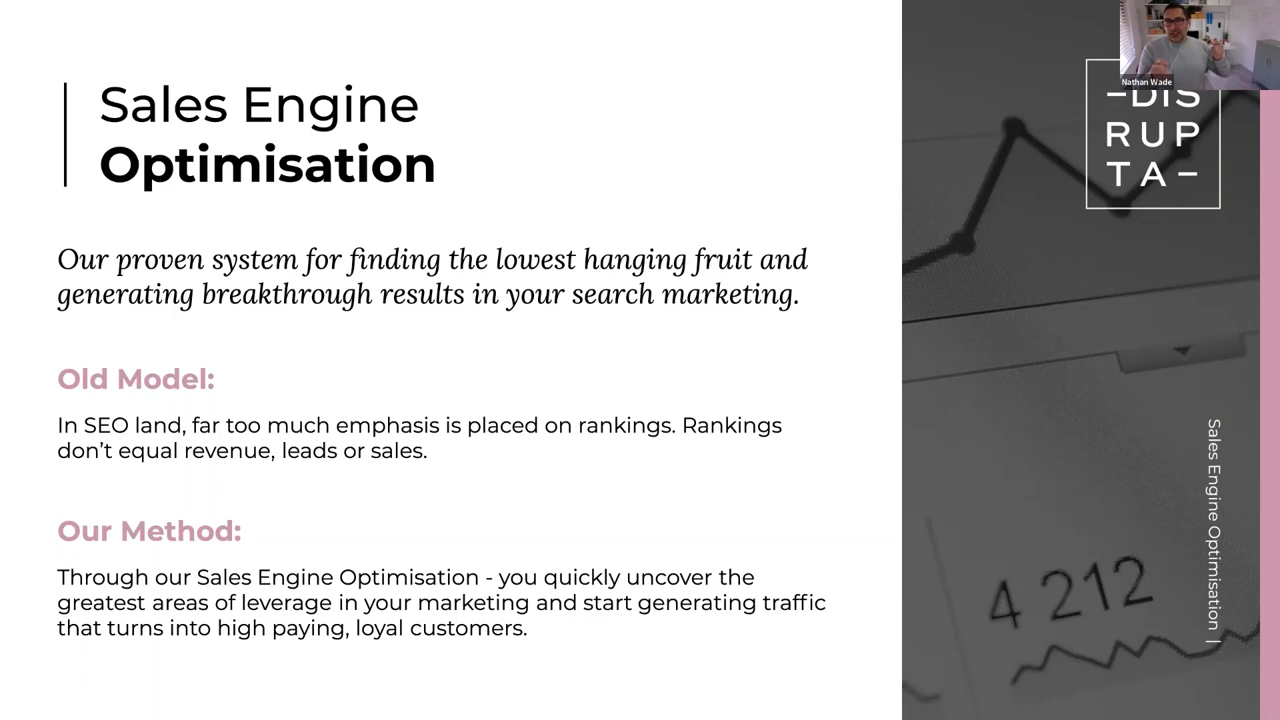 Sales Engine
Optimisation
Our proven system for finding the lowest hanging fruit and
generating breakthrough results in your search marketing.
Old Model:
In SEO land, far too much emphasis is placed on rankings. Rankings
don’t equal revenue, leads or sales.
Our Method:
Through our Sales Engine Optimisation - you quickly uncover the
greatest areas of leverage in your marketing and start generating traffic
that turns into high paying, loyal customers.
Nathan Wade
–DIS
RUP
TA–
Sales Engine Optimisation |
4 212